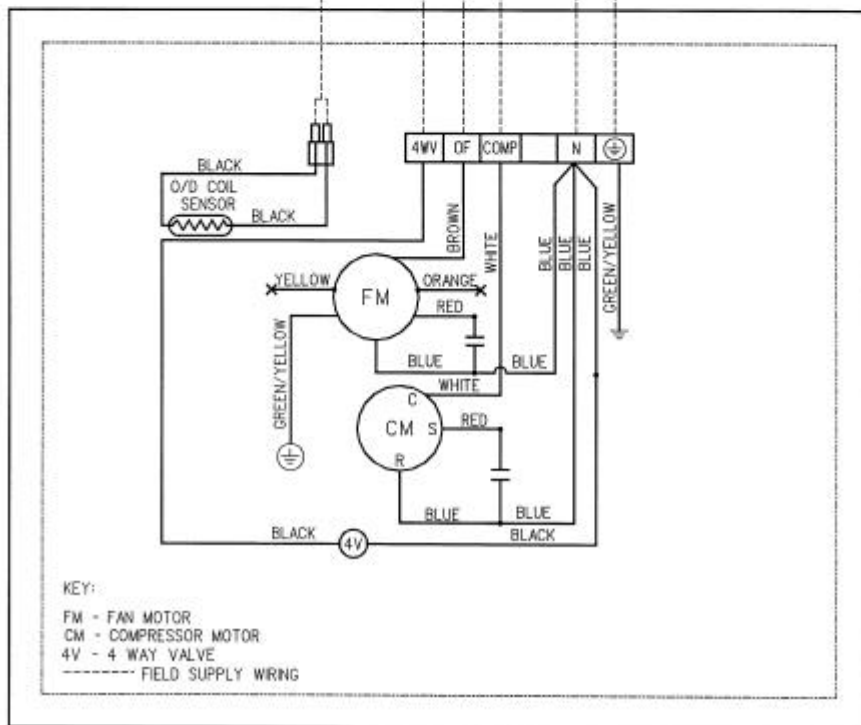 4WV OF COMP N
BLACK
O/D COIL
SENSOR
BLACK
BROWN
WHITE
BLUE
BLUE
BLUE
GREEN/YELLOW
YELLOW
FM
ORANGE
RED
GREEN/YELLOW
BLUE
BLUE
WHITE
C
CM
S
RED
R
BLUE
BLUE
BLACK
4V
BLACK
KEY:
FM - FAN MOTOR
CM - COMPRESSOR MOTOR
4V - 4 WAY VALVE
FIELD SUPPLY WIRING